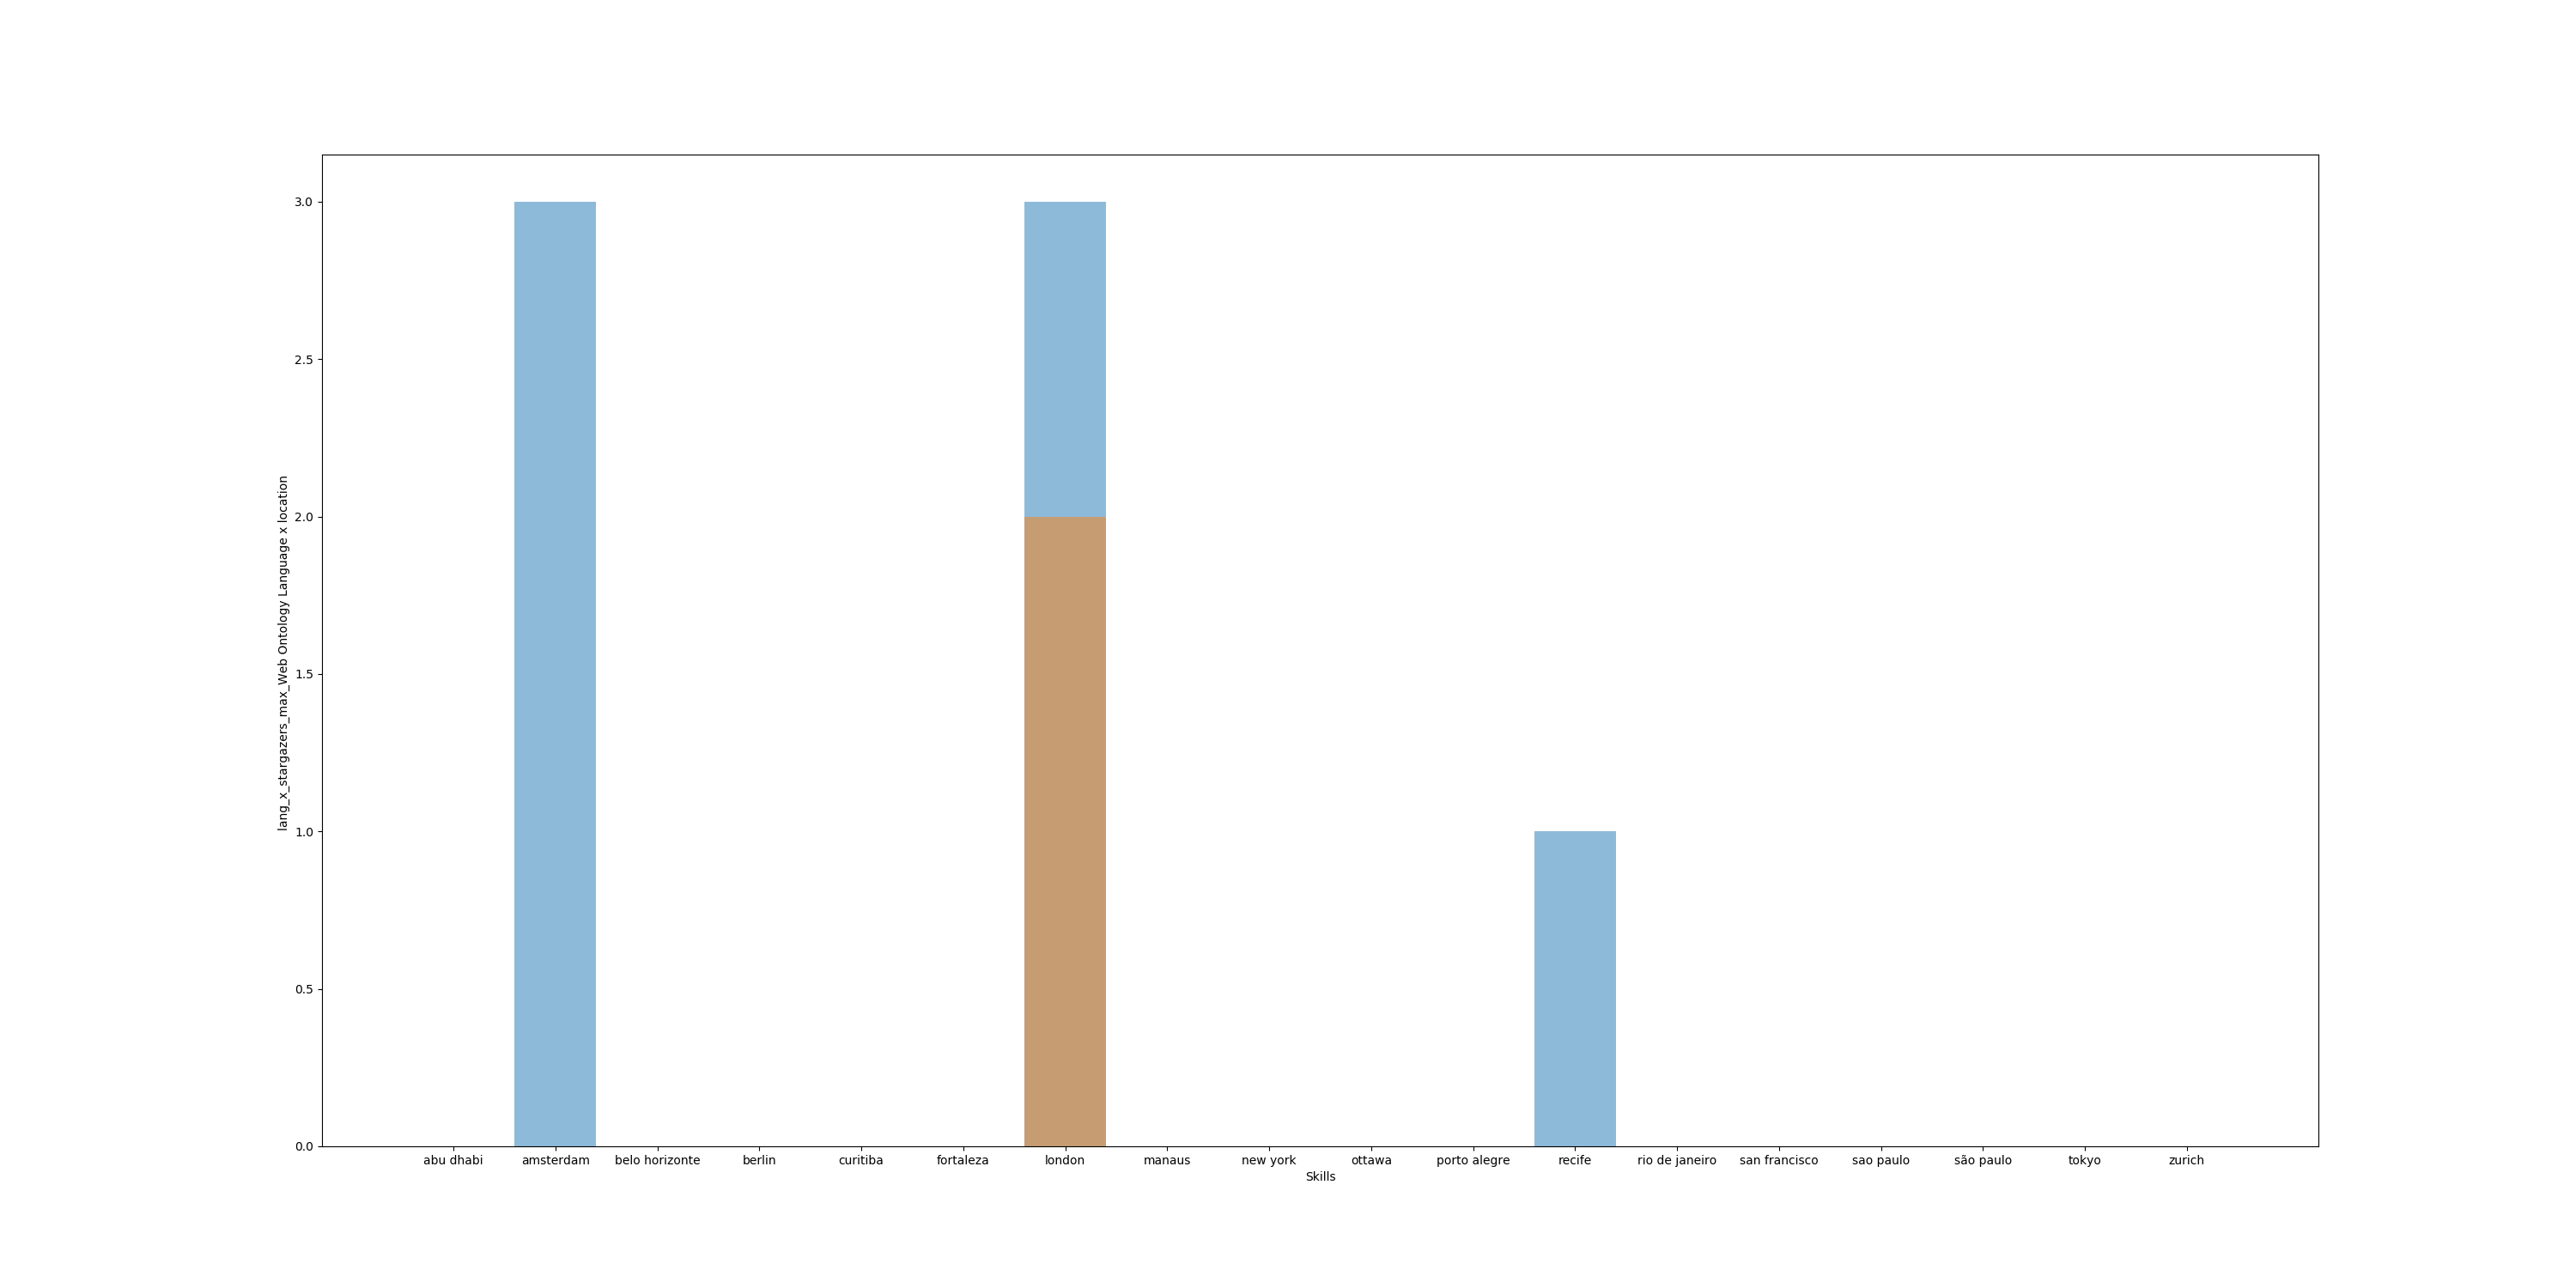 lang_x_stargazers_max_Web Ontology Language x location
3.0
2.5
2.0
1.5
1.0
0.5
0.0
abu dhabi amsterdam belo horizonte berlin curitiba fortaleza london manaus new york ottawa porto alegre recife rio de janeiro san francisco sao paulo são paulo tokyo zurich
Skills